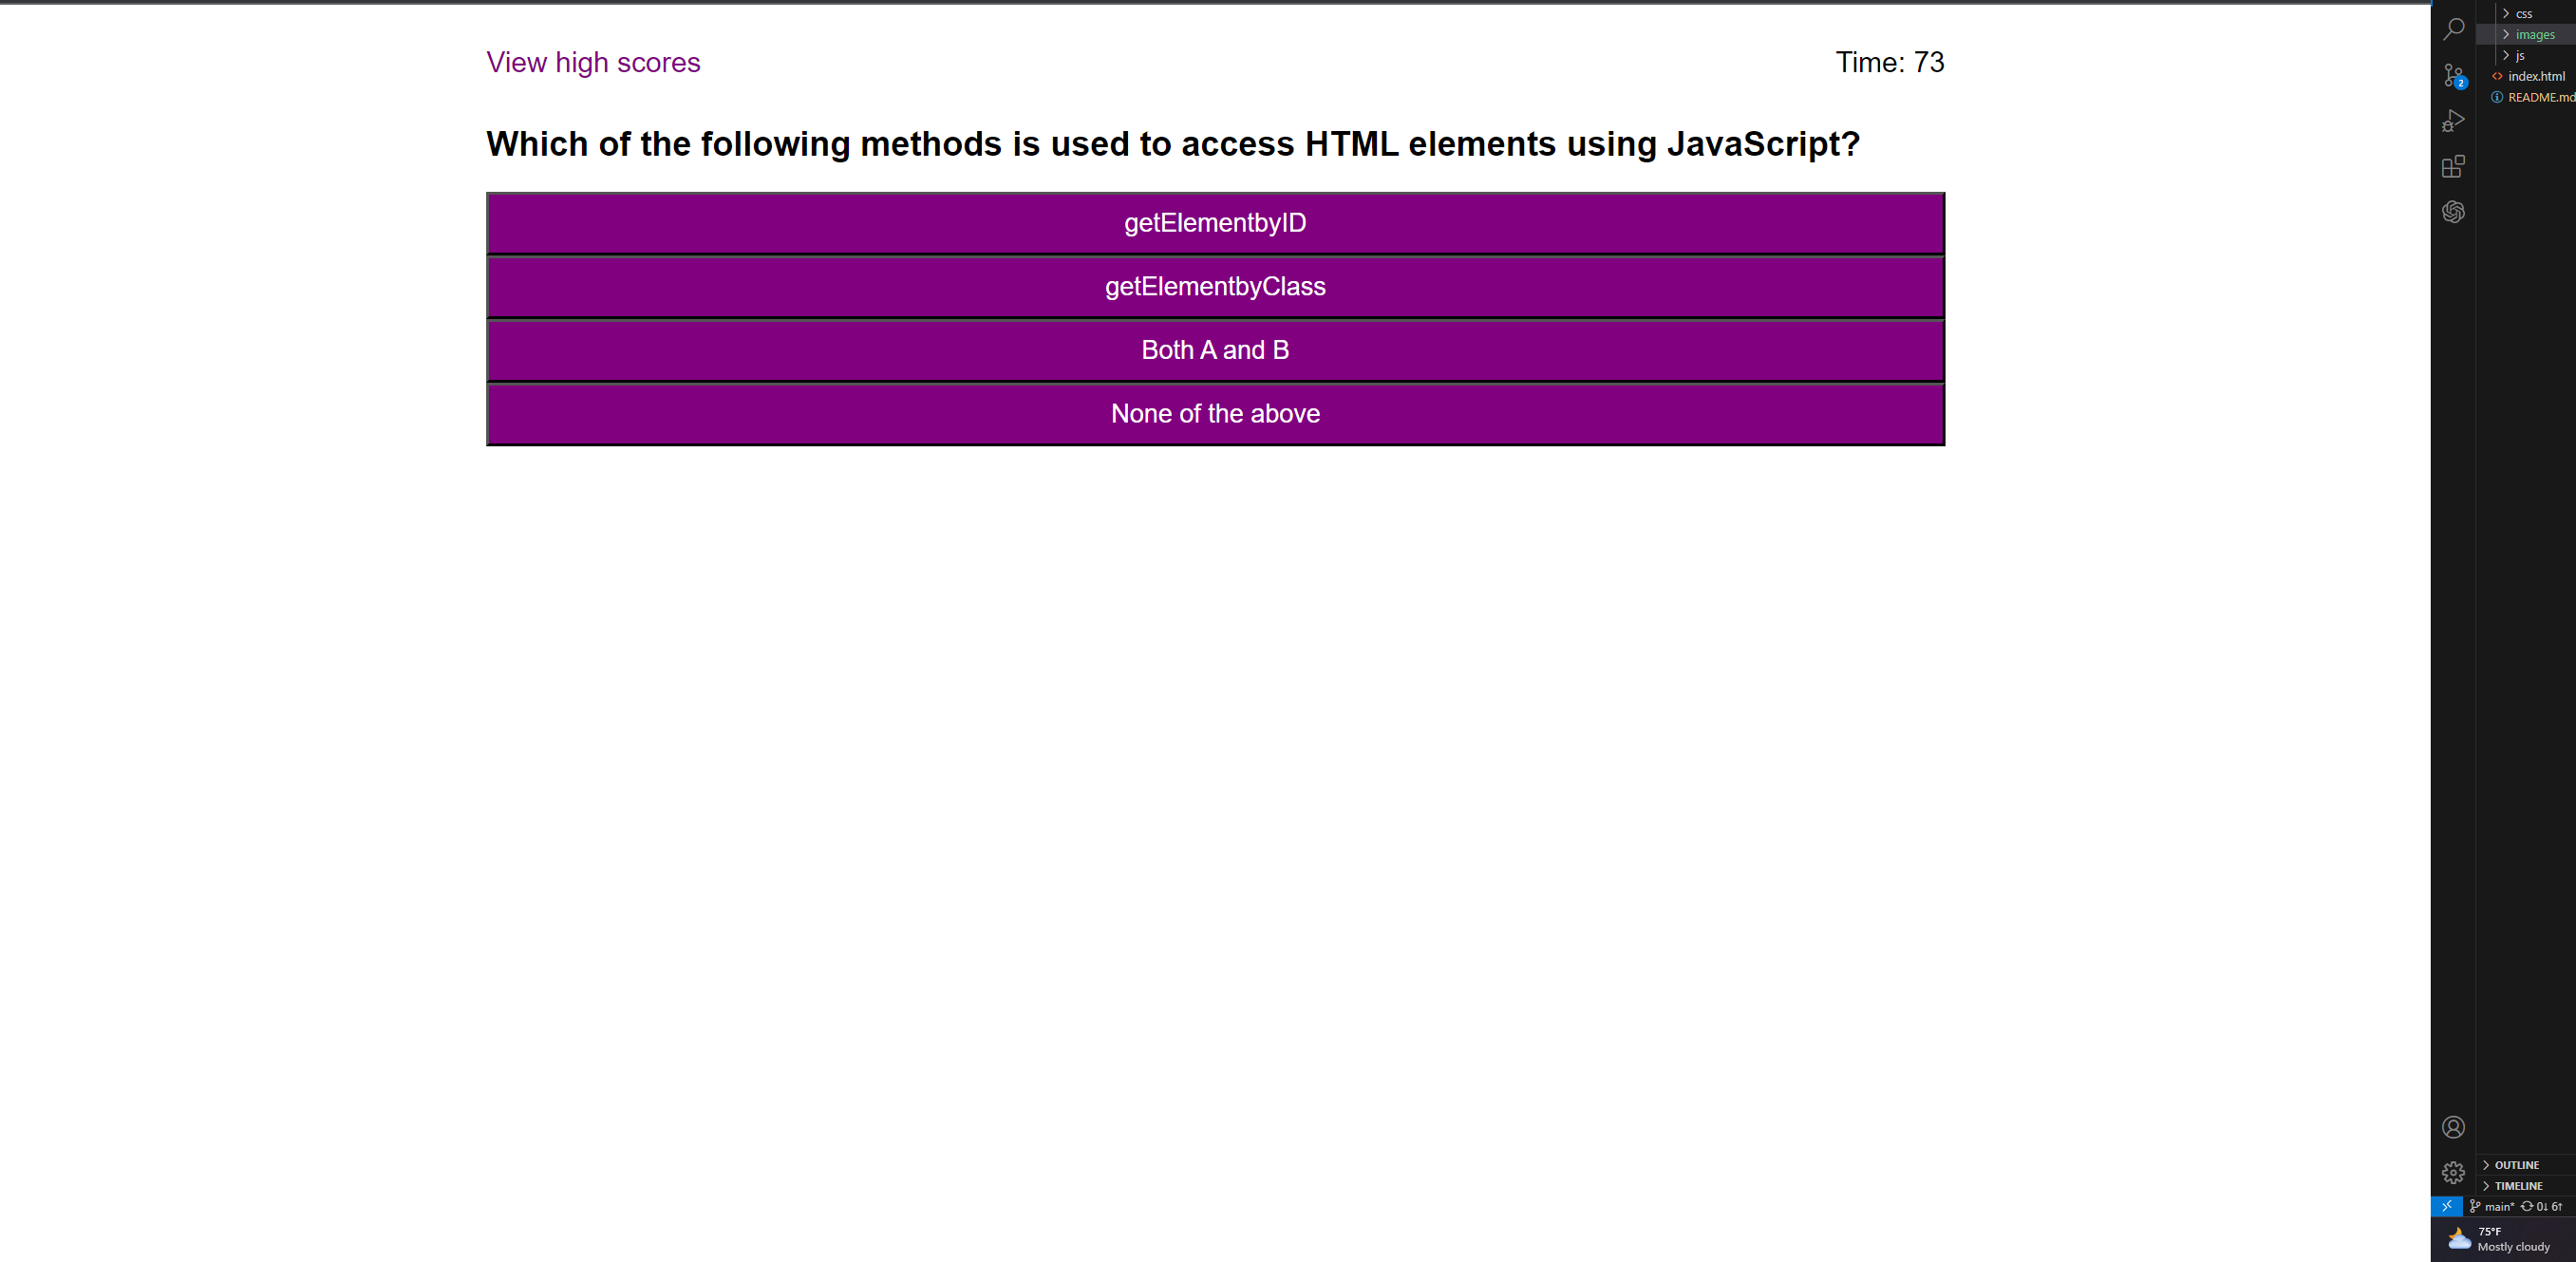 View high scores
Time: 73
Which of the following methods is used to access HTML elements using JavaScript?
getElementbyID
getElementbyClass
Both A and B
None of the above
css
images
js
index.html
README.md
2
OUTLINE
TIMELINE
main* 0↓ 6↑
75°F
Mostly cloudy